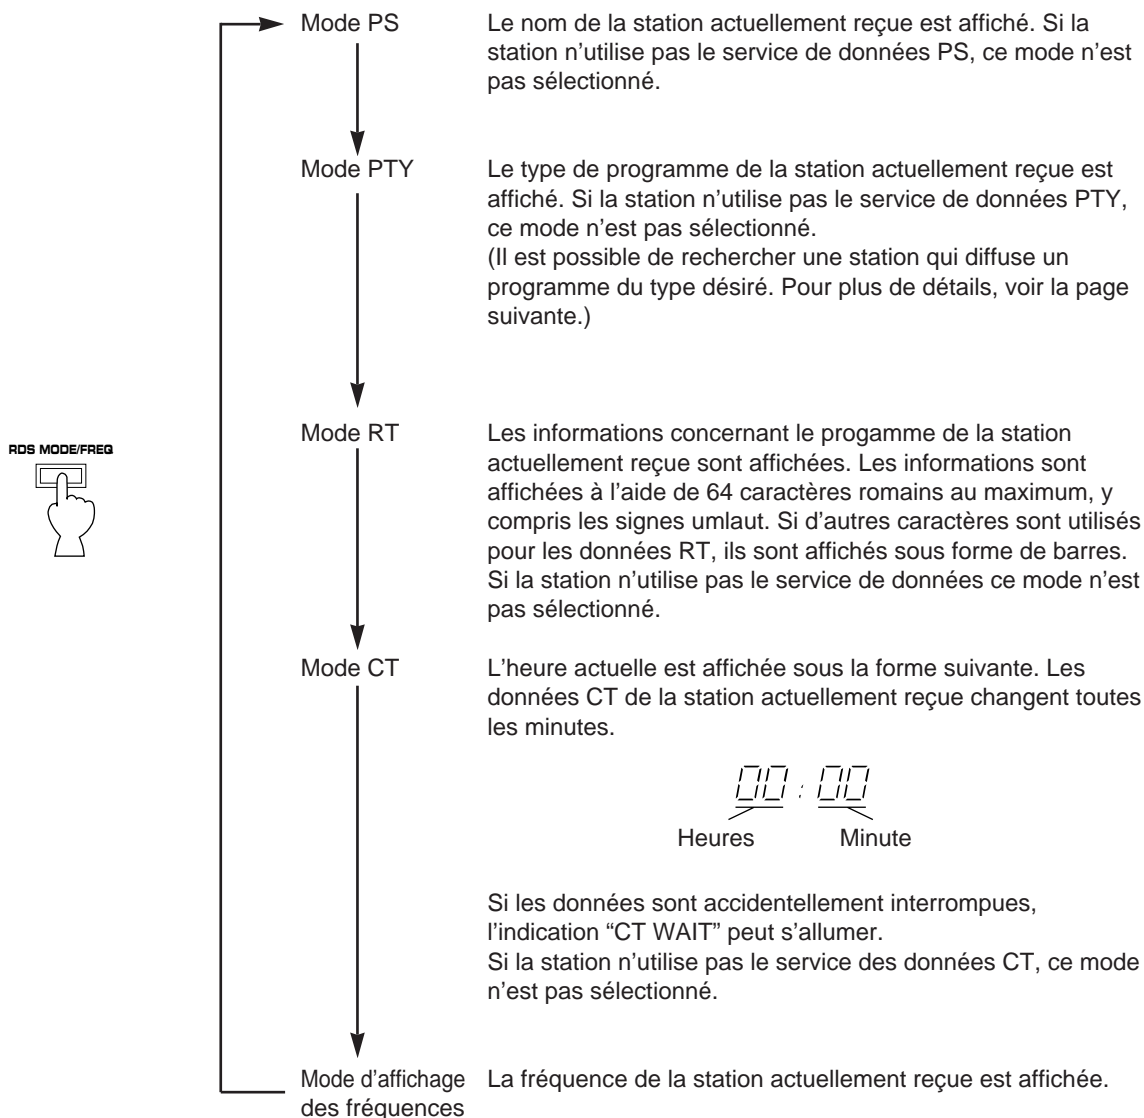 Mode PS
Le nom de la station actuellement reçue est affiché. Si la
station n’utilise pas le service de données PS, ce mode n’est
pas sélectionné.
Mode PTY
Le type de programme de la station actuellement reçue est
affiché. Si la station n’utilise pas le service de données PTY,
ce mode n’est pas sélectionné.
(Il est possible de rechercher une station qui diffuse un
programme du type désiré. Pour plus de détails, voir la page
suivante.)
RDS MODE/FREQ
Mode RT
Les informations concernant le progamme de la station
actuellement reçue sont affichées. Les informations sont
affichées à l’aide de 64 caractères romains au maximum, y
compris les signes umlaut. Si d’autres caractères sont utilisés
pour les données RT, ils sont affichés sous forme de barres.
Si la station n’utilise pas le service de données ce mode n’est
pas sélectionné.
Mode CT
L’heure actuelle est affichée sous la forme suivante. Les
données CT de la station actuellement reçue changent toutes
les minutes.
00 : 00
Heures Minute
Si les données sont accidentellement interrompues,
l’indication “CT WAIT” peut s’allumer.
Si la station n’utilise pas le service des données CT, ce mode
n’est pas sélectionné.
Mode d’affichage
des fréquences
La fréquence de la station actuellement reçue est affichée.